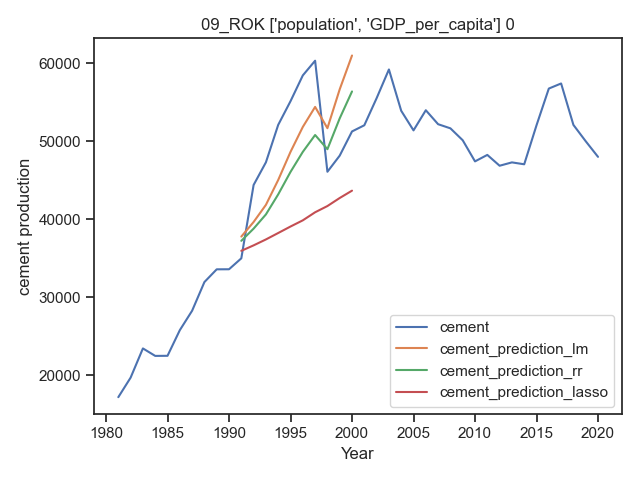 09_ROK ['population', 'GDP_per_capita'] 0
cement production
60000
50000
40000
30000
20000
1980 1985 1990 1995 2000 2005 2010 2015 2020
Year
cement
cement_prediction_lm
cement_prediction_rr
cement_prediction_lasso